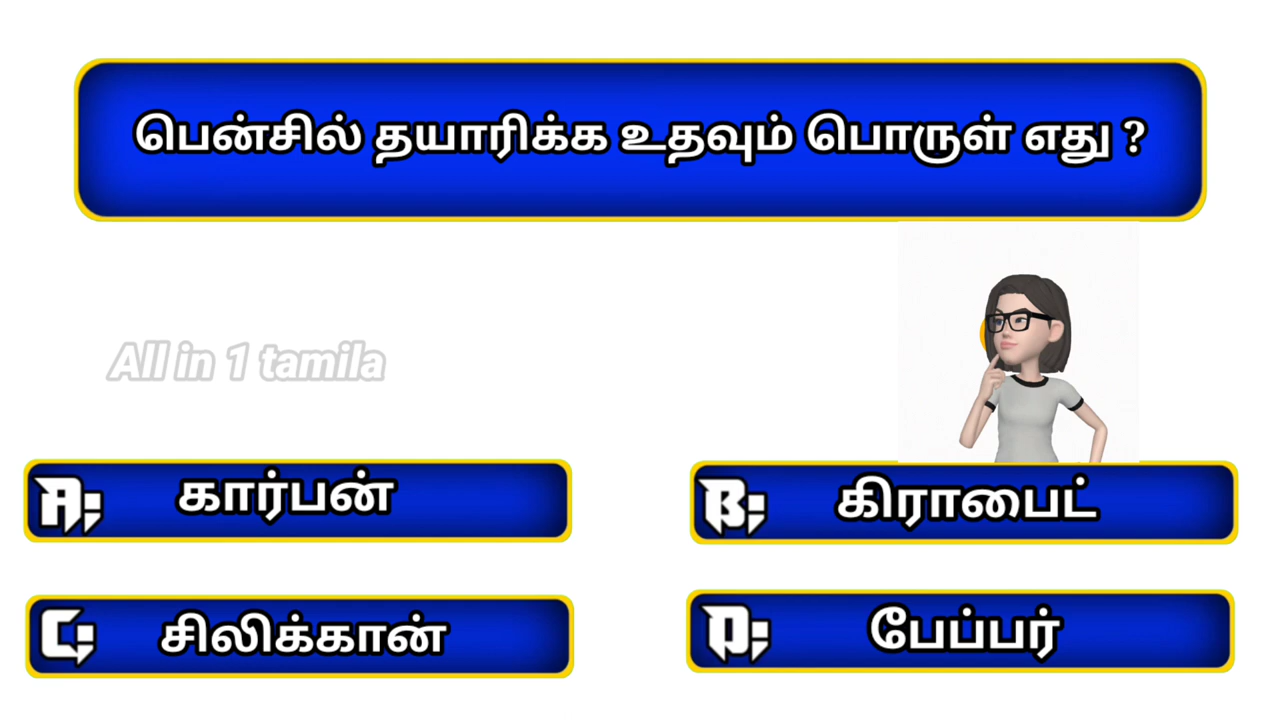 பென்சில் தயாரிக்க உதவும் பொருள் எது ?
All in 1 tamila
A; கார்பன்
B; கிராபைட்
C; சிலிக்கான்
D; பேப்பர்